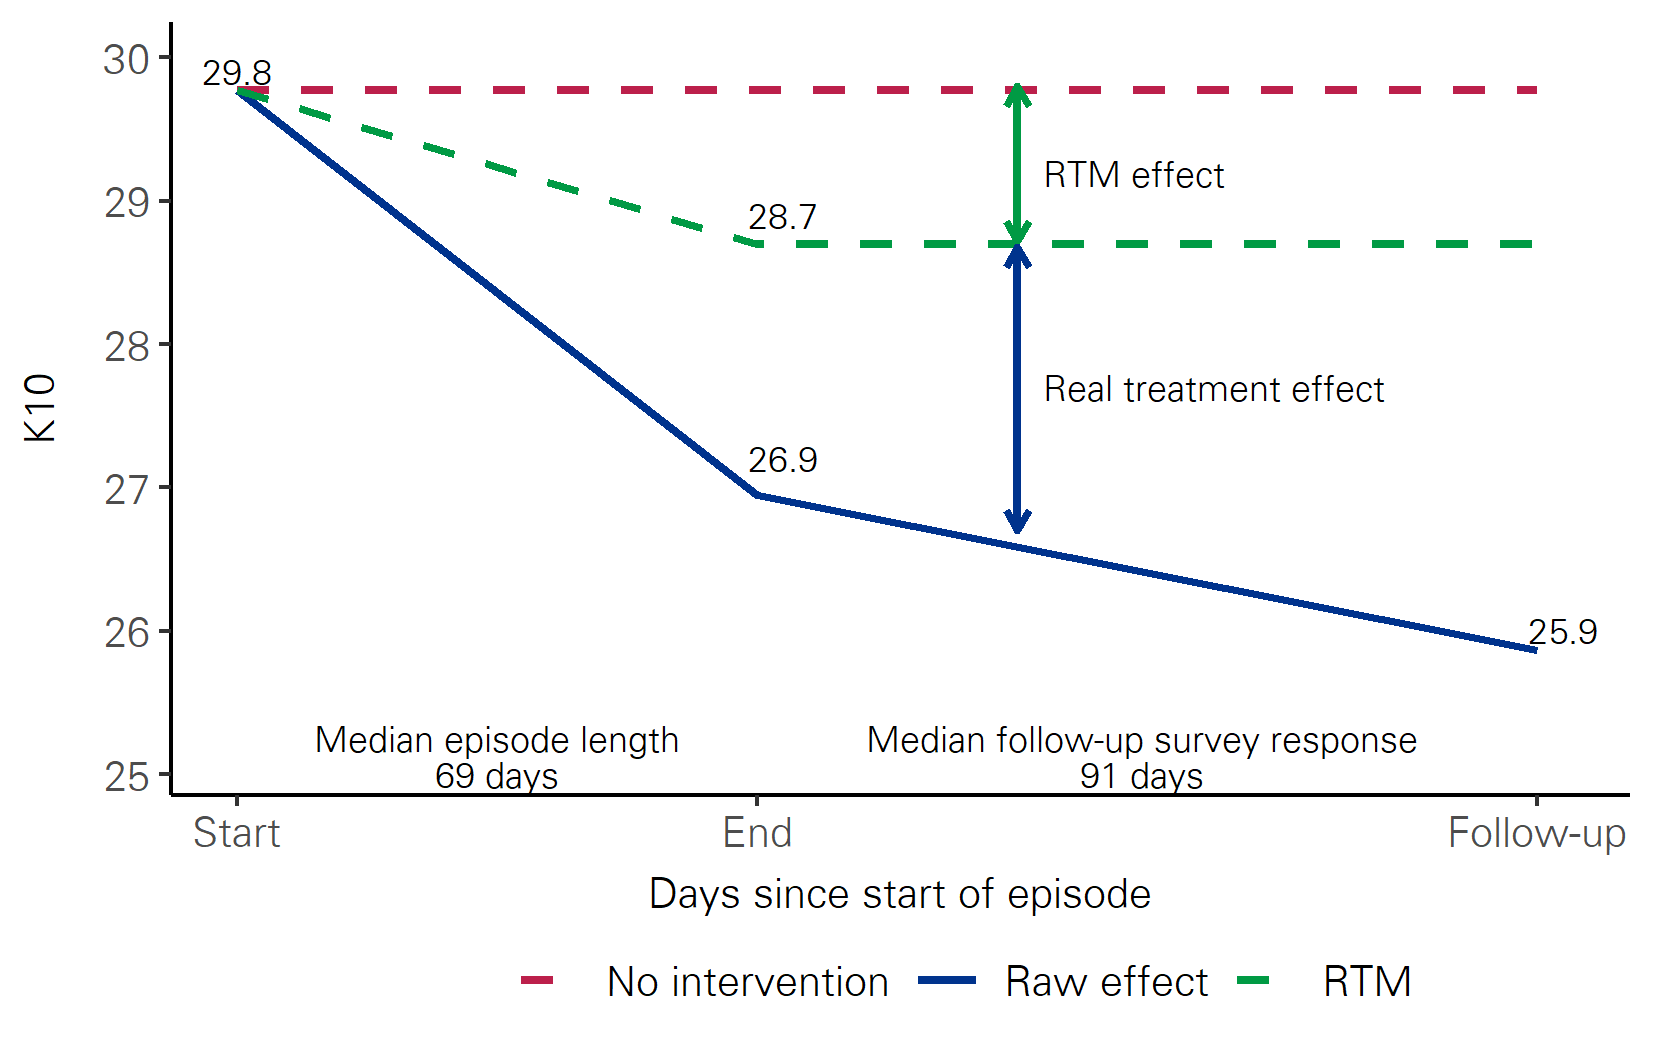 30
29.8
RTM effect
29
28.7
28
Real treatment effect
K10
27
26.9
26
25.9
Median episode length
69 days
Median follow-up survey response
91 days
25
Start
End
Follow-up
Days since start of episode
No intervention
Raw effect
RTM